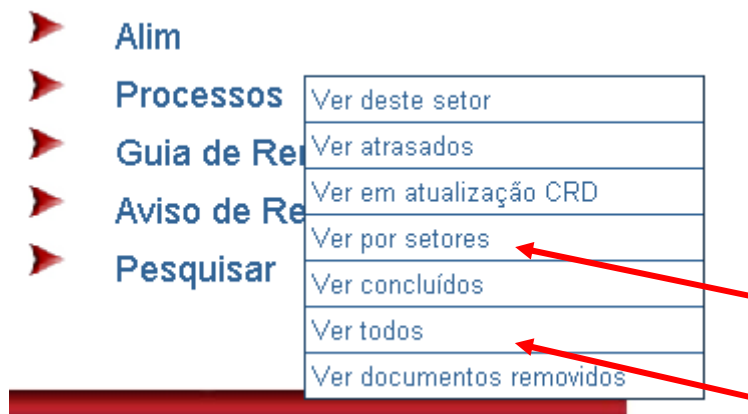 Alim
Processos
Guia de Rei
Aviso de Re
Pesquisar
Ver deste setor
Ver atrasados
Ver em atualização CRD
Ver por setores
Ver concluídos
Ver todos
Ver documentos removidos